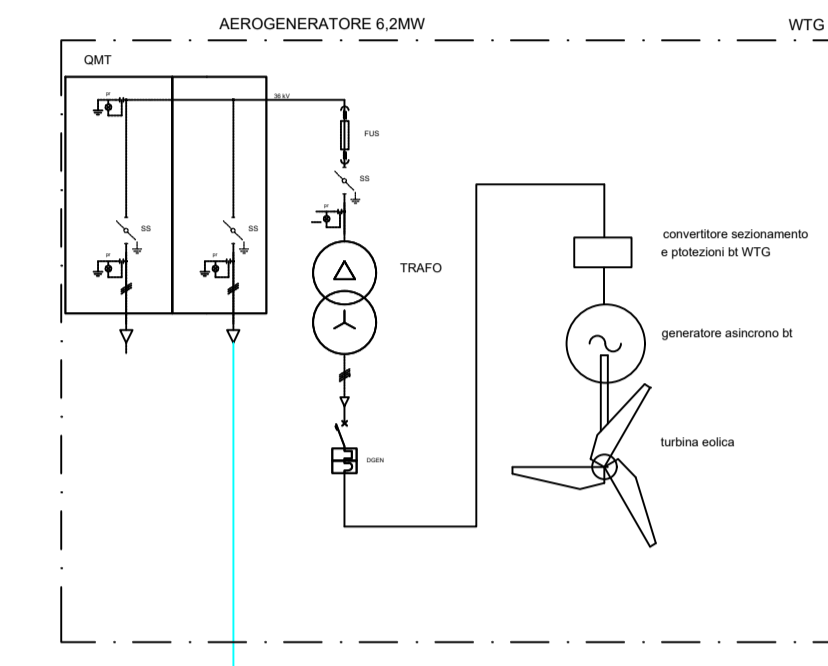 AEROGENERATORE 6,2MW
WTG
QMT
36 kV
FUS
SS
SS
SS
TRAFO
convertitore sezionamento
e ptotezioni bt WTG
generatore asincrono bt
turbina eolica
DGEN